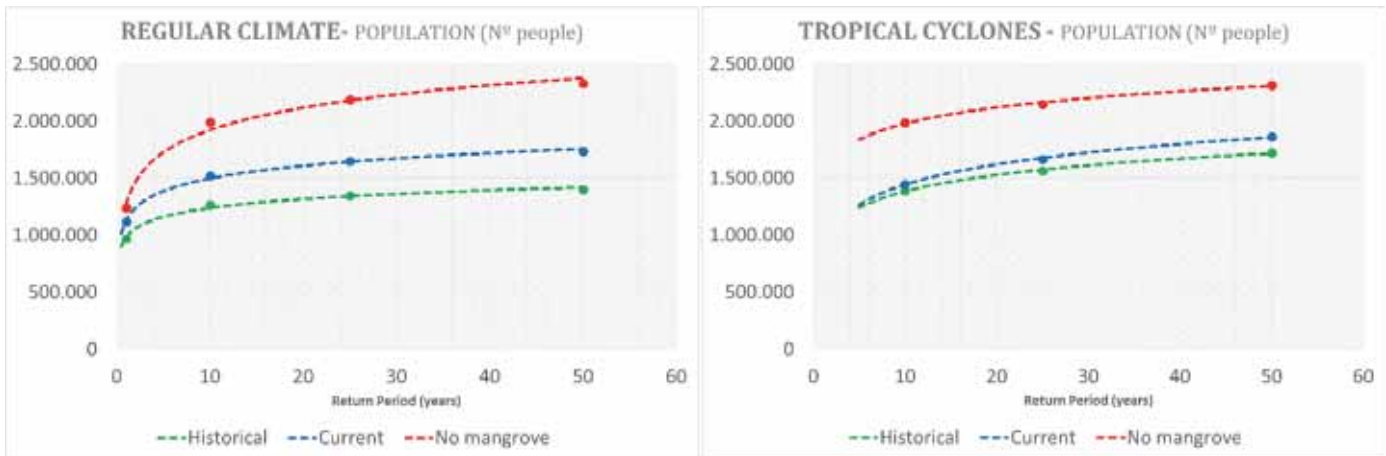 REGULAR CLIMATE- POPULATION (Nº people)
2.500.000
2.000.000
1.500.000
1.000.000
500.000
0
0 10 20 30 40 50 60
Return Period (years)
Historical Current No mangrove
TROPICAL CYCLONES - POPULATION (Nº people)
2.500.000
2.000.000
1.500.000
1.000.000
500.000
0
0 10 20 30 40 50 60
Return Period (years)
Historical Current No mangrove